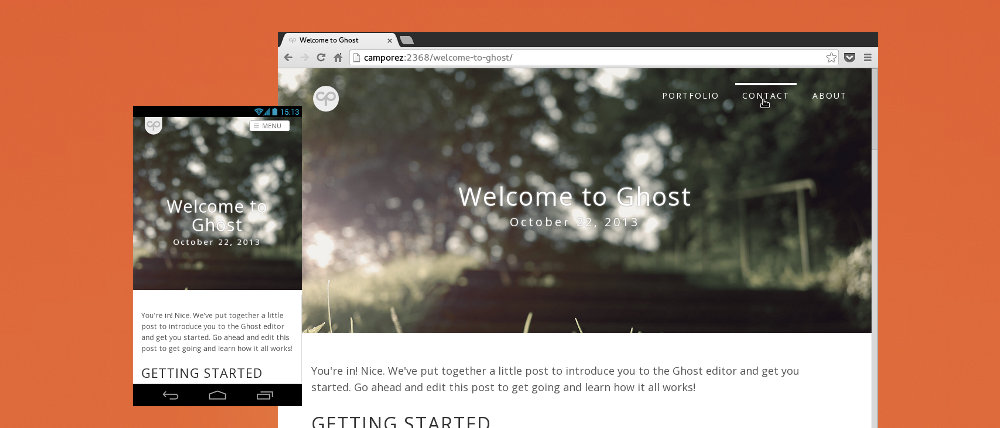 Welcome to Ghost
camporez:2368/welcome-to-ghost/
cp
PORTFOLIO CONTACT ABOUT
Welcome to Ghost
October 22, 2013
You're in! Nice. We've put together a little post to introduce you to the Ghost editor and get you
started. Go ahead and edit this post to get going and learn how it all works!
GETTING STARTED
15:13
cp
MENU
Welcome to
Ghost
October 22, 2013
You're in! Nice. We've put together a little
post to introduce you to the Ghost editor
and get you started. Go ahead and edit this
post to get going and learn how it all works!
GETTING STARTED